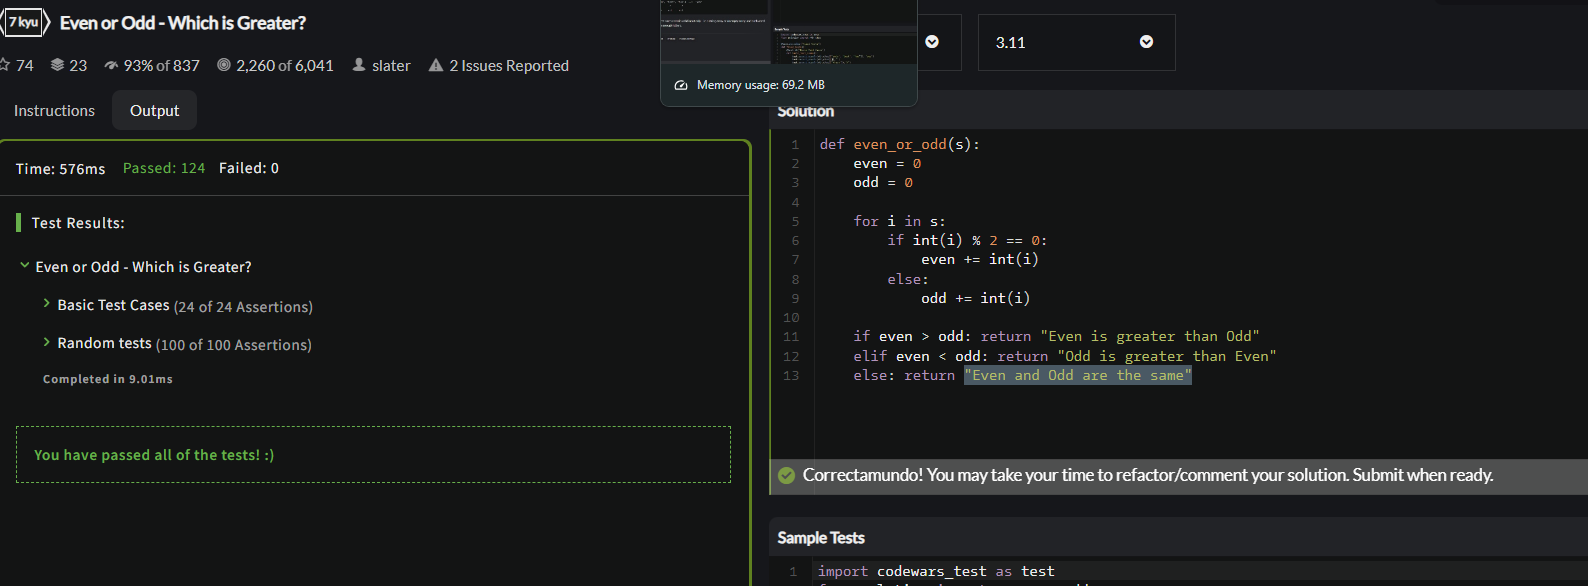 7 kyu Even or Odd - Which is Greater?
74 23 93% of 837 2,260 of 6,041 slater 2 Issues Reported
Instructions Output
Time: 576ms Passed: 124 Failed: 0
Test Results:
Even or Odd - Which is Greater?
Basic Test Cases (24 of 24 Assertions)
Random tests (100 of 100 Assertions)
Completed in 9.01ms
You have passed all of the tests! :)
Memory usage: 69.2 MB
3.11
Solution
1 def even_or_odd(s):
2     even = 0
3     odd = 0
4
5     for i in s:
6         if int(i) % 2 == 0:
7             even += int(i)
8         else:
9             odd += int(i)
10
11     if even > odd: return "Even is greater than Odd"
12     elif even < odd: return "Odd is greater than Even"
13     else: return "Even and Odd are the same"
Correctamundo! You may take your time to refactor/comment your solution. Submit when ready.
Sample Tests
1 import codewars_test as test